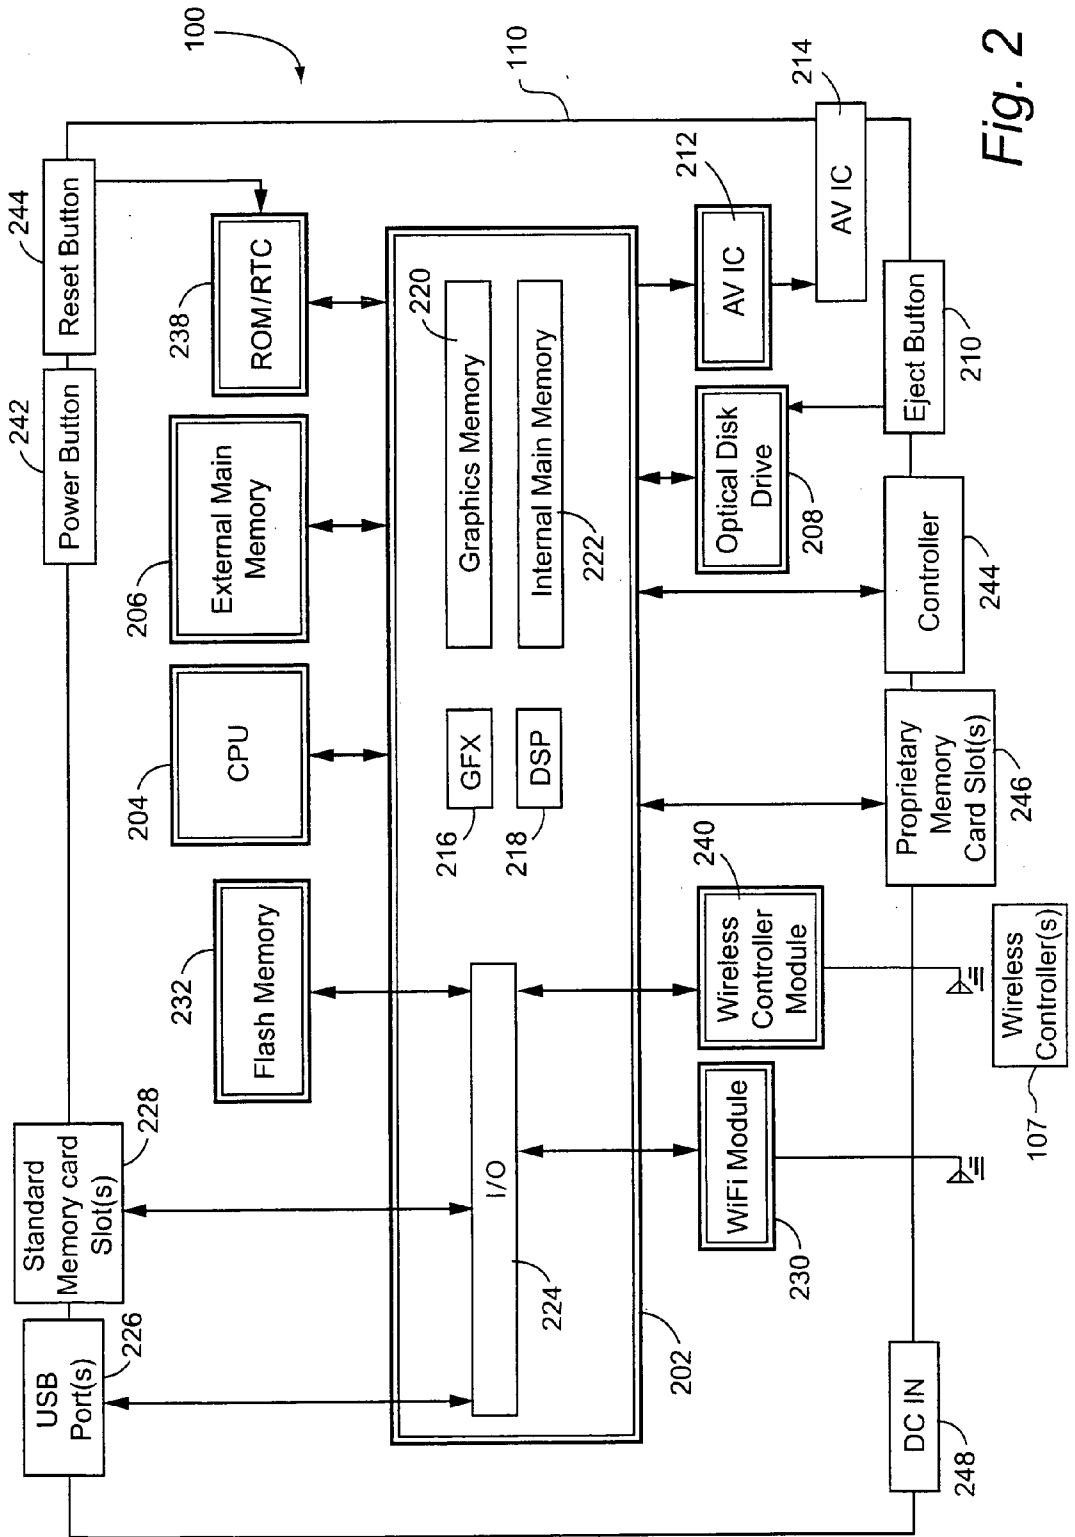 100
110
244
Reset Button
242
Power Button
238
ROM/RTC
206
External Main
Memory
204
CPU
232
Flash Memory
228
Standard
Memory card
Slot(s)
226
USB
Port(s)
220
Graphics Memory
Internal Main Memory
222
GFX
216
DSP
218
I/O
224
202
212
AV IC
214
AV IC
Optical Disk
Drive
208
Eject Button
210
Controller
244
Proprietary
Memory
Card Slot(s)
246
240
Wireless
Controller
Module
WiFi Module
230
Wireless
Controller(s)
107
DC IN
248
Fig. 2